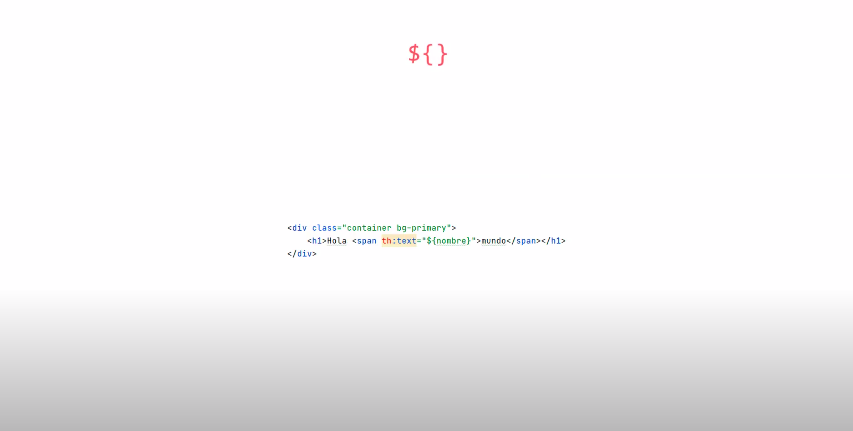 ${}
<div class="container bg-primary">
<h1>Hola <span th:text="${nombre}">mundo</span></h1>
</div>